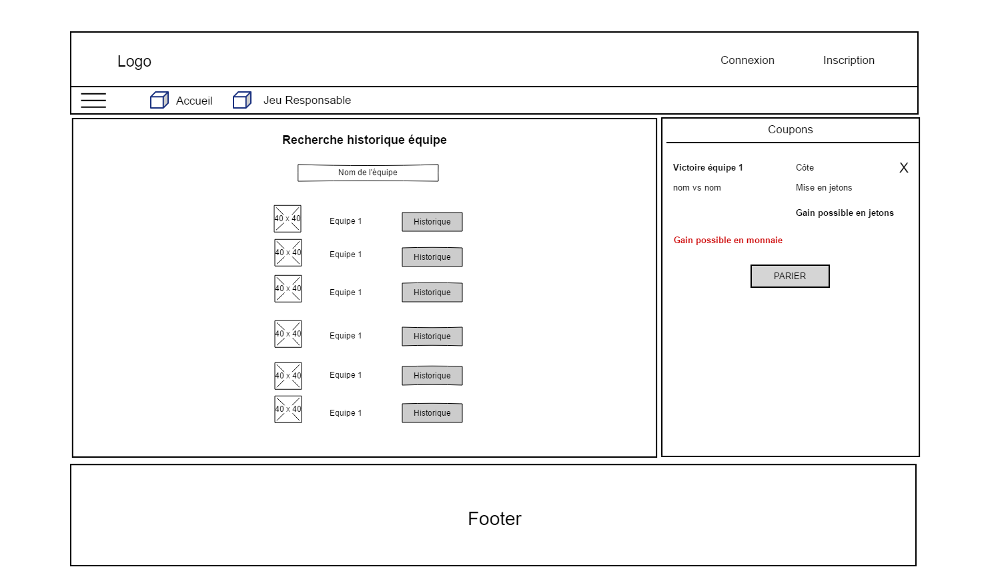 Logo
Connexion
Inscription
Accueil
Jeu Responsable
Recherche historique équipe
Nom de l'équipe
40 x 40
Equipe 1
Historique
40 x 40
Equipe 1
Historique
40 x 40
Equipe 1
Historique
40 x 40
Equipe 1
Historique
40 x 40
Equipe 1
Historique
40 x 40
Equipe 1
Historique
Coupons
Victoire équipe 1
Côte
X
nom vs nom
Mise en jetons
Gain possible en jetons
Gain possible en monnaie
PARIER
Footer